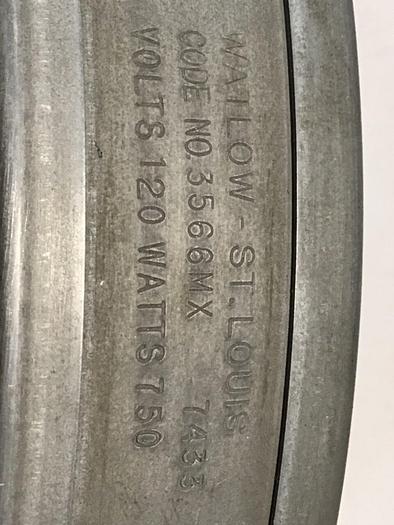 WATLOW - ST. LOUIS
CODE NO. 3566MX 7433
VOLTS 120 WATTS 750